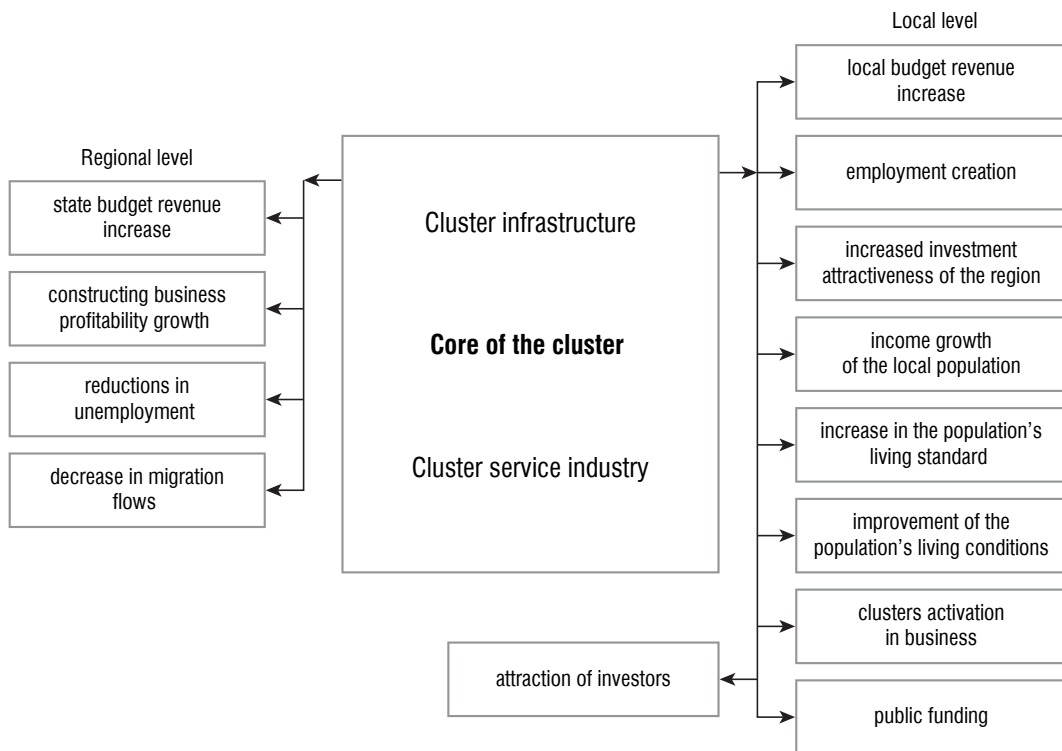 Regional level
state budget revenue
increase
constructing business
profitability growth
reductions in
unemployment
decrease in migration
flows
Cluster infrastructure
Core of the cluster
Cluster service industry
attraction of investors
Local level
local budget revenue
increase
employment creation
increased investment
attractiveness of the region
income growth
of the local population
increase in the population’s
living standard
improvement of the
population’s living conditions
clusters activation
in business
public funding